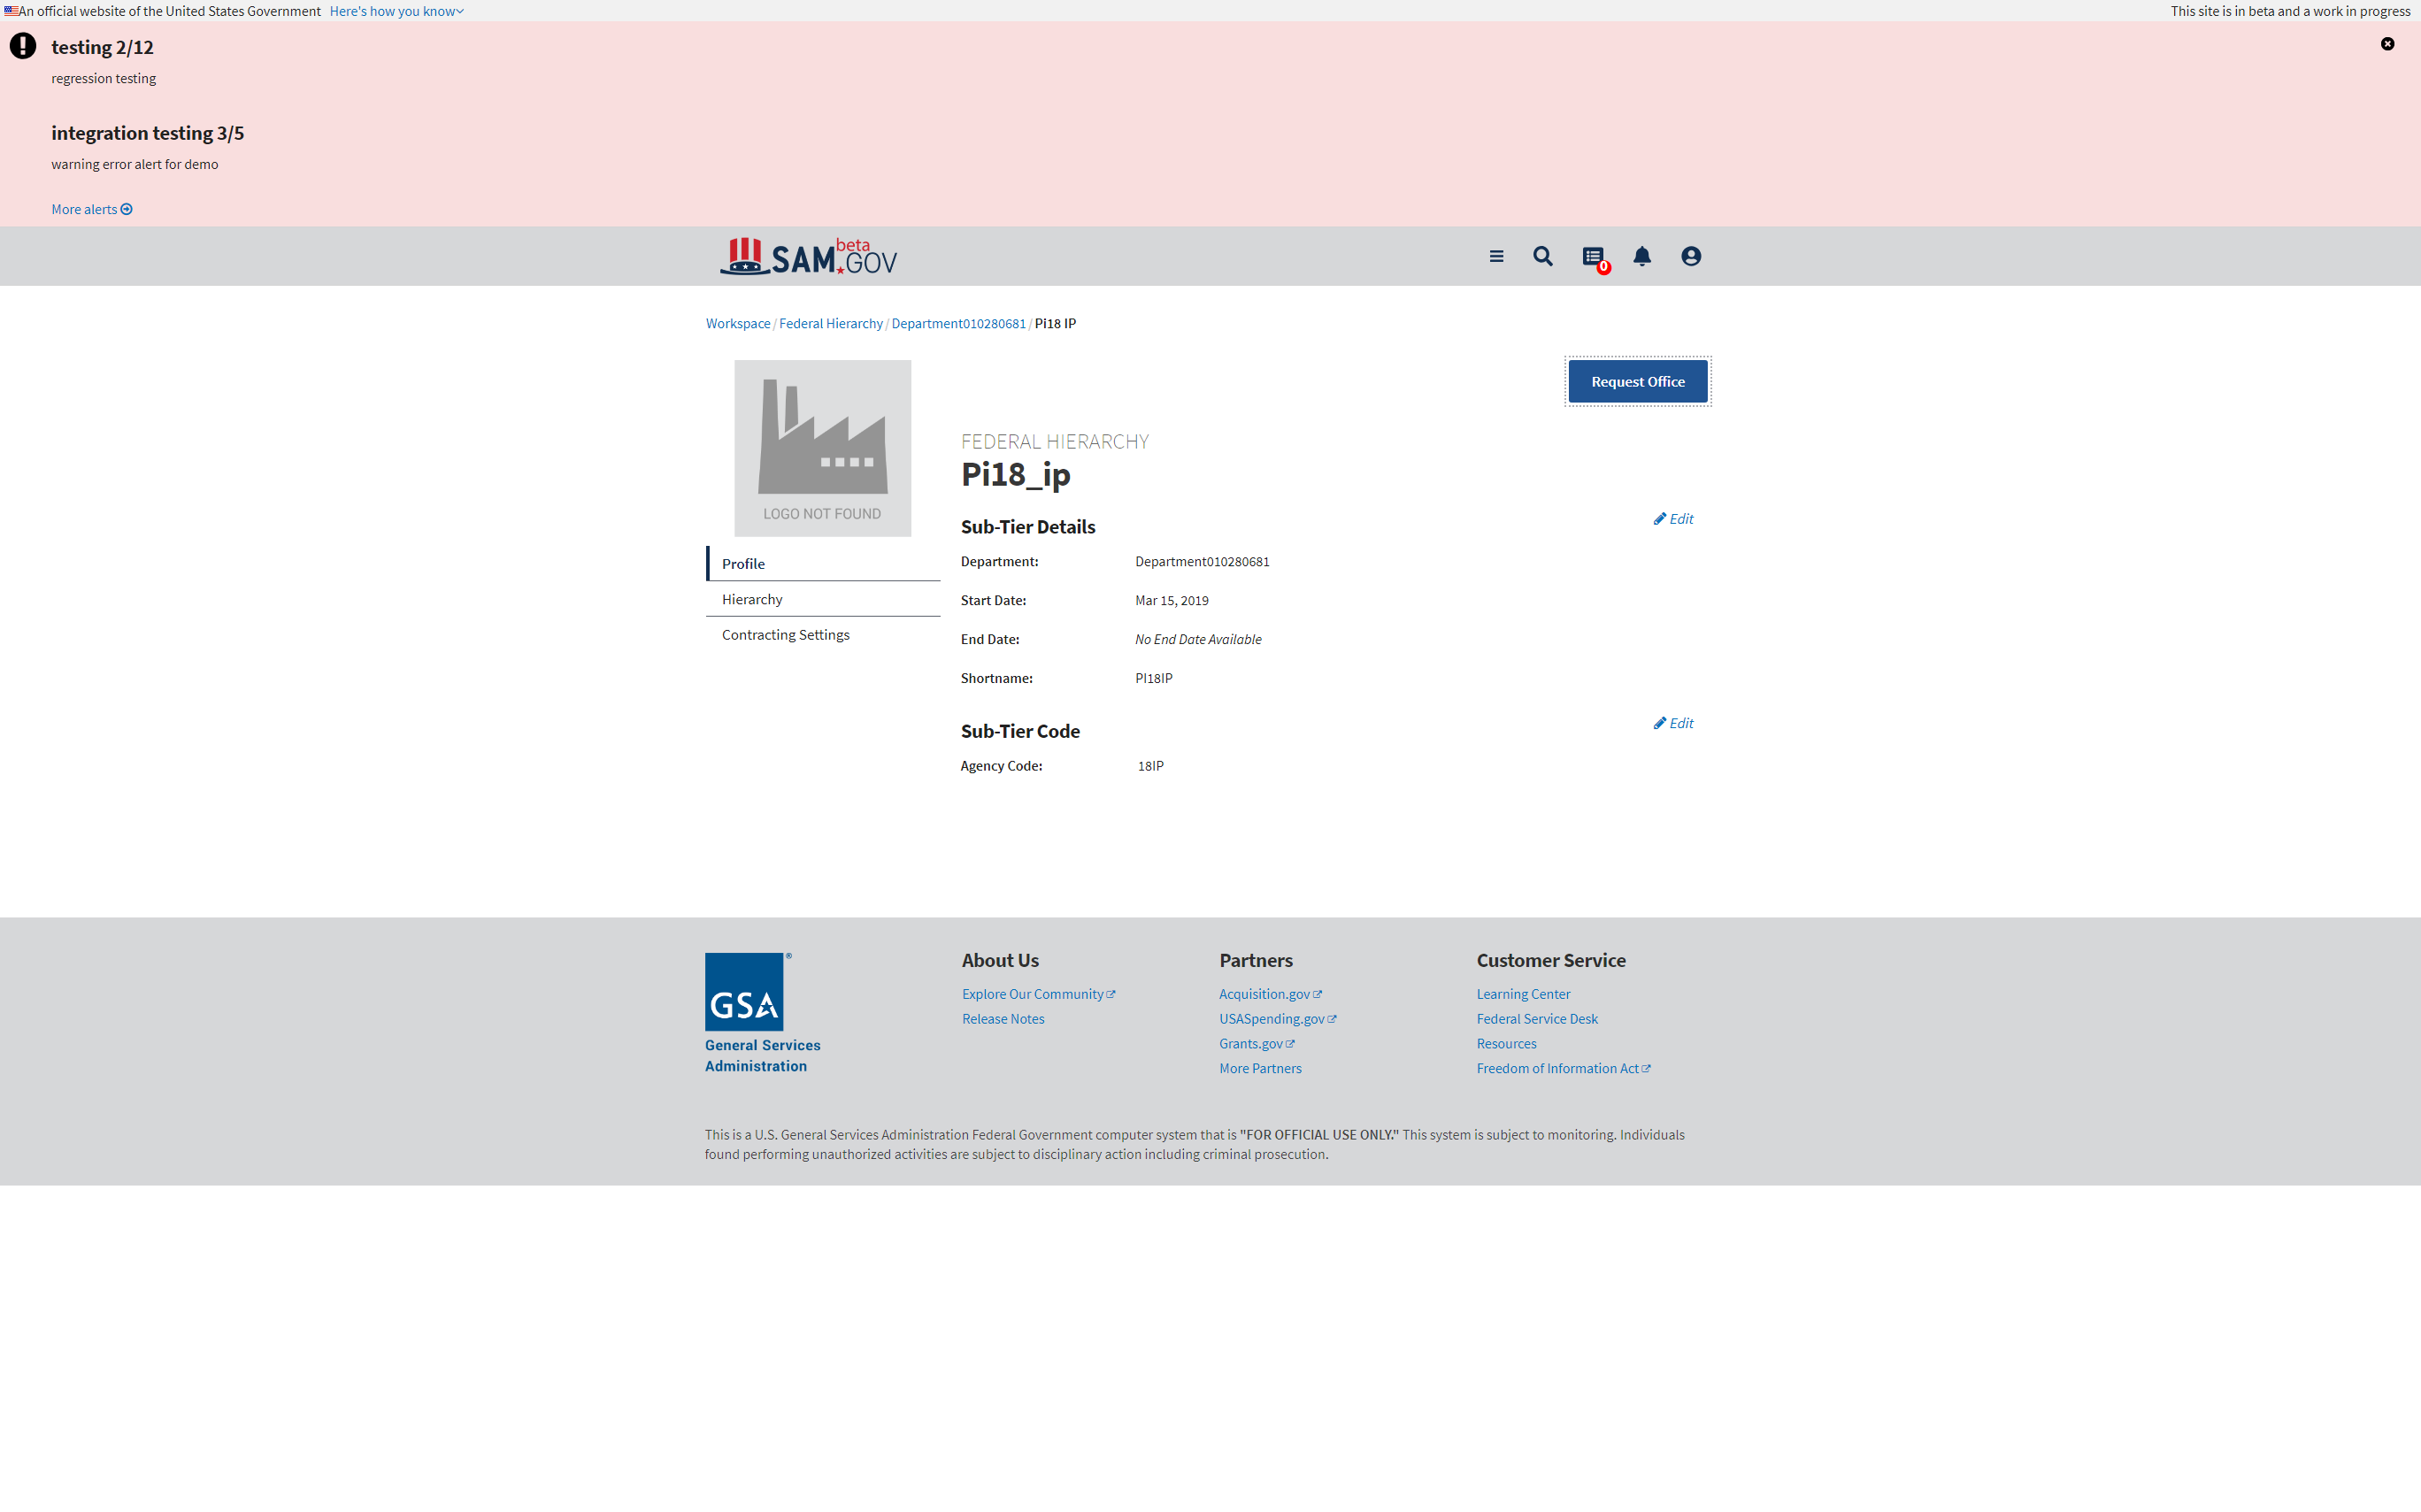 An official website of the United States Government Here's how you know
This site is in beta and a work in progress
testing 2/12
regression testing
integration testing 3/5
warning error alert for demo
More alerts
SAM.GOV beta
0
Workspace / Federal Hierarchy / Department010280681 / Pi18 IP
LOGO NOT FOUND
Request Office
FEDERAL HIERARCHY
Pi18_ip
Profile
Hierarchy
Contracting Settings
Sub-Tier Details
Edit
Department: Department010280681
Start Date: Mar 15, 2019
End Date: No End Date Available
Shortname: PI18IP
Sub-Tier Code
Edit
Agency Code: 18IP
GSA ®
General Services
Administration
About Us
Explore Our Community
Release Notes
Partners
Acquisition.gov
USASpending.gov
Grants.gov
More Partners
Customer Service
Learning Center
Federal Service Desk
Resources
Freedom of Information Act
This is a U.S. General Services Administration Federal Government computer system that is "FOR OFFICIAL USE ONLY." This system is subject to monitoring. Individuals
found performing unauthorized activities are subject to disciplinary action including criminal prosecution.